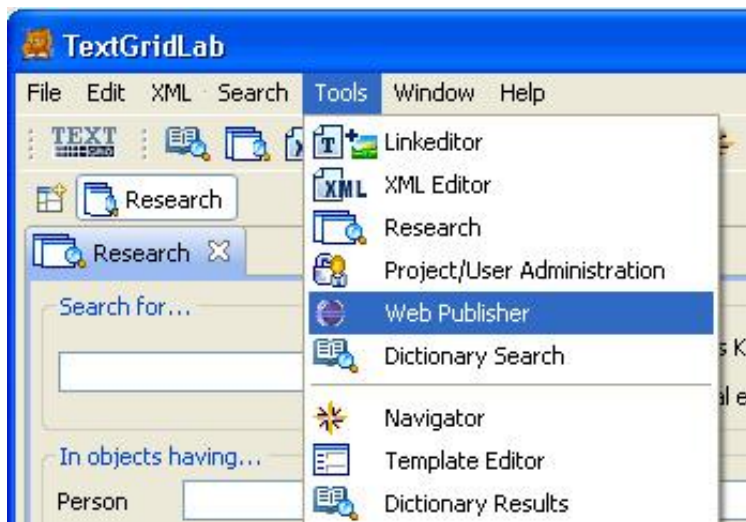 TextGridLab
File Edit XML Search Tools Window Help
TEXT
Linkeditor
XML Editor
Research
Project/User Administration
Web Publisher
Dictionary Search
Navigator
Template Editor
Dictionary Results
Research
Research
Search for...
In objects having...
Person